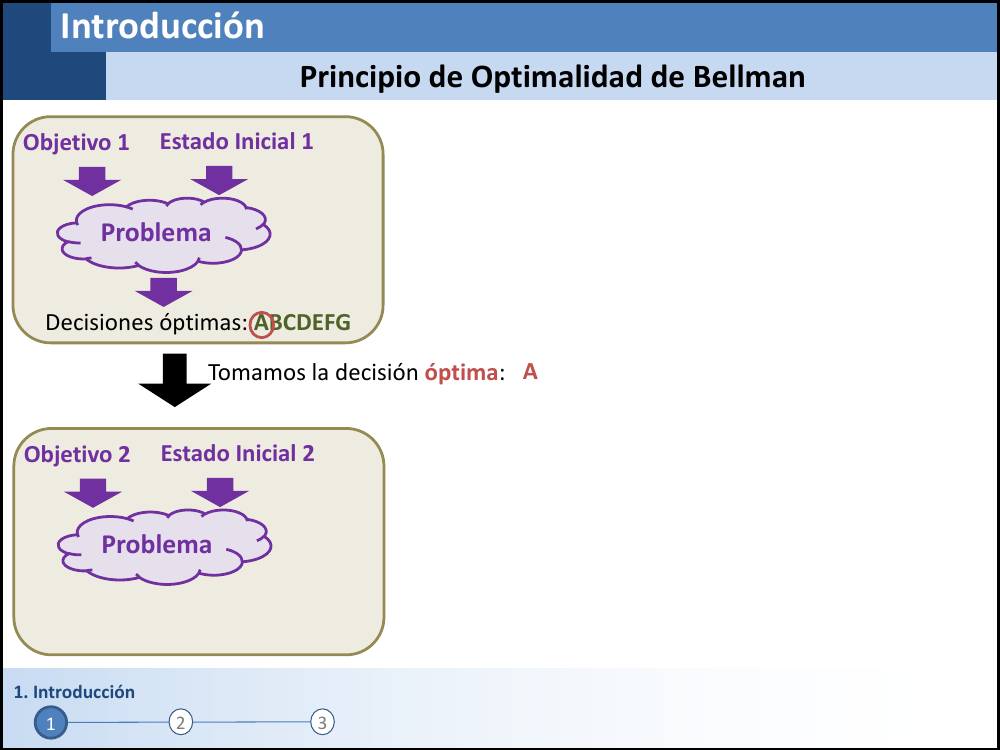 Introducción
Principio de Optimalidad de Bellman
Objetivo 1 Estado Inicial 1
Problema
Decisiones óptimas: ABCDEFG
Tomamos la decisión óptima: A
Objetivo 2 Estado Inicial 2
Problema
1. Introducción
1 2 3